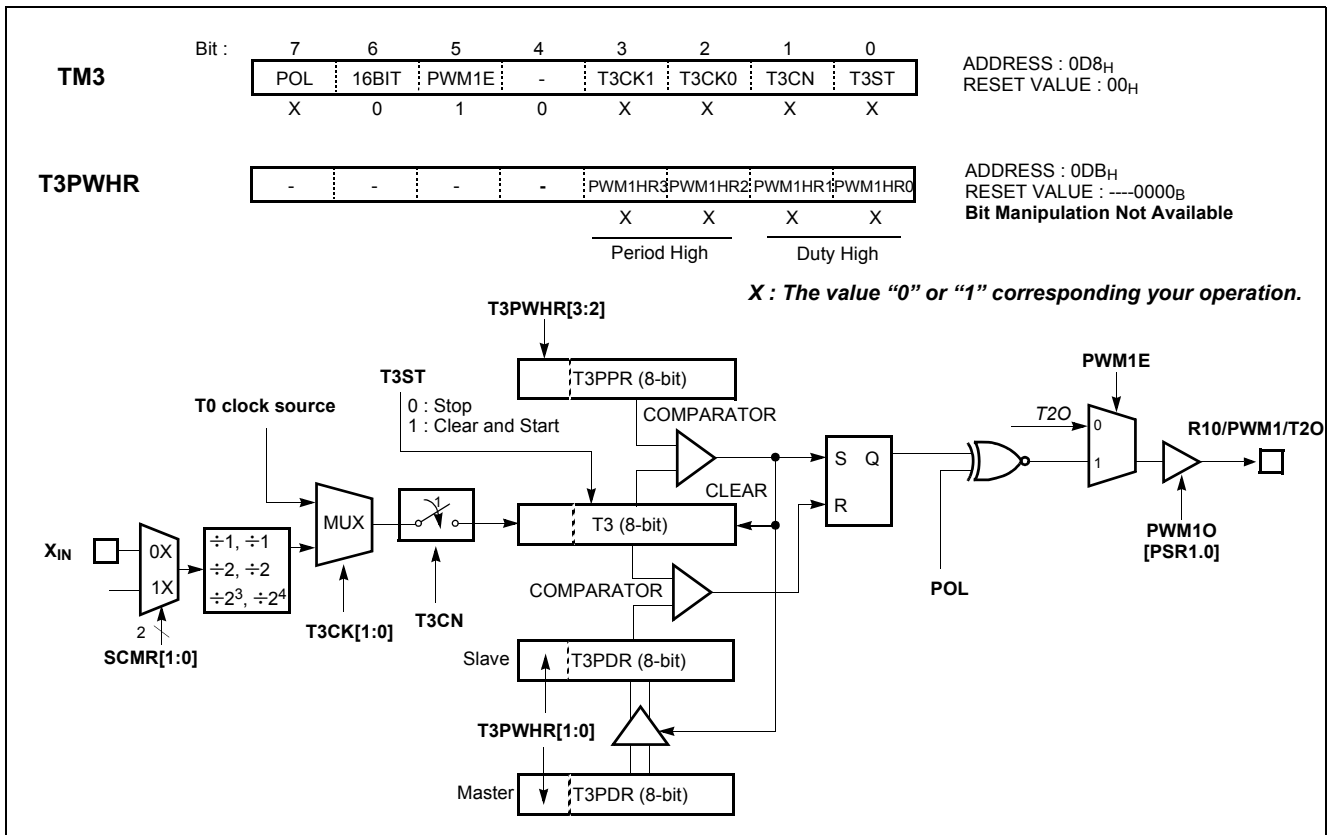 Bit : 7 6 5 4 3 2 1 0
TM3 POL 16BIT PWM1E - T3CK1 T3CK0 T3CN T3ST ADDRESS : 0D8H
RESET VALUE : 00H
X 0 1 0 X X X X
T3PWHR - - - - PWM1HR3 PWM1HR2 PWM1HR1 PWM1HR0 ADDRESS : 0DBH
RESET VALUE : ----0000B
Bit Manipulation Not Available
X X X X
Period High Duty High
X : The value “0” or “1” corresponding your operation.
T3PWHR[3:2]
T3PPR (8-bit)
PWM1E
T3ST
0 : Stop
1 : Clear and Start
COMPARATOR
T0 clock source
T2O
0
1
R10/PWM1/T2O
S Q
R
CLEAR
MUX
1
T3 (8-bit)
XIN
0X
1X
÷1, ÷1
÷2, ÷2
÷2³, ÷2⁴
PWM1O
[PSR1.0]
POL
COMPARATOR
2
SCMR[1:0]
T3CK[1:0]
T3CN
Slave T3PDR (8-bit)
T3PWHR[1:0]
Master T3PDR (8-bit)